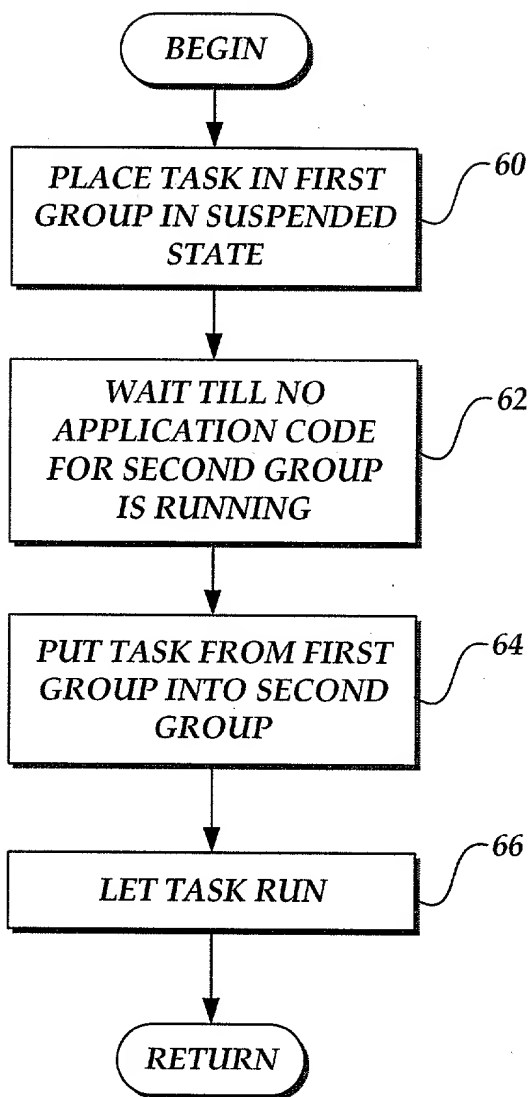 BEGIN
PLACE TASK IN FIRST
GROUP IN SUSPENDED
STATE
60
WAIT TILL NO
APPLICATION CODE
FOR SECOND GROUP
IS RUNNING
62
PUT TASK FROM FIRST
GROUP INTO SECOND
GROUP
64
LET TASK RUN
66
RETURN